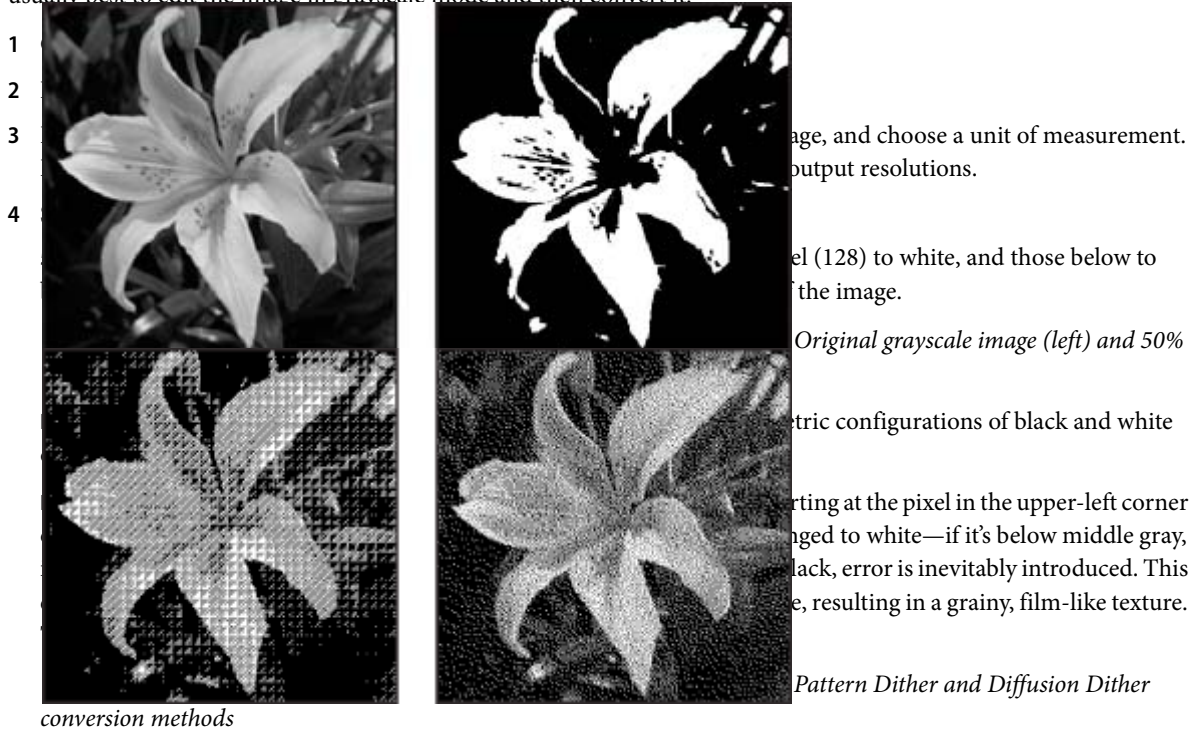 1
2
3 age, and choose a unit of measurement.
output resolutions.
4
el (128) to white, and those below to
the image.
Original grayscale image (left) and 50%
etric configurations of black and white
rting at the pixel in the upper-left corner
nged to white—if it's below middle gray,
lack, error is inevitably introduced. This
e, resulting in a grainy, film-like texture.
Pattern Dither and Diffusion Dither
conversion methods